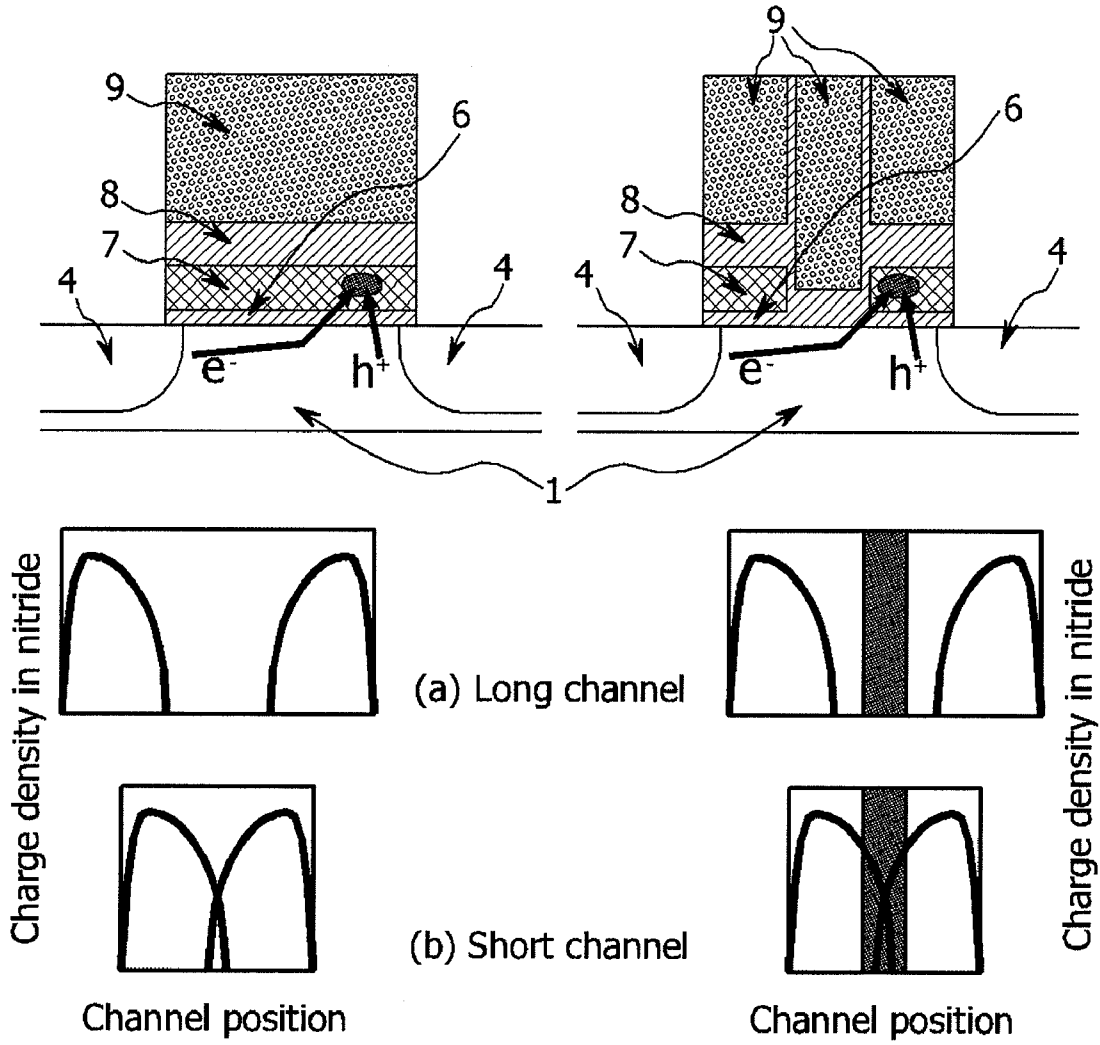 9
9
6
6
8
8
7
7
4
4
4
4
e-
h+
e-
h+
1
Charge density in nitride
Charge density in nitride
(a) Long channel
(b) Short channel
Channel position
Channel position